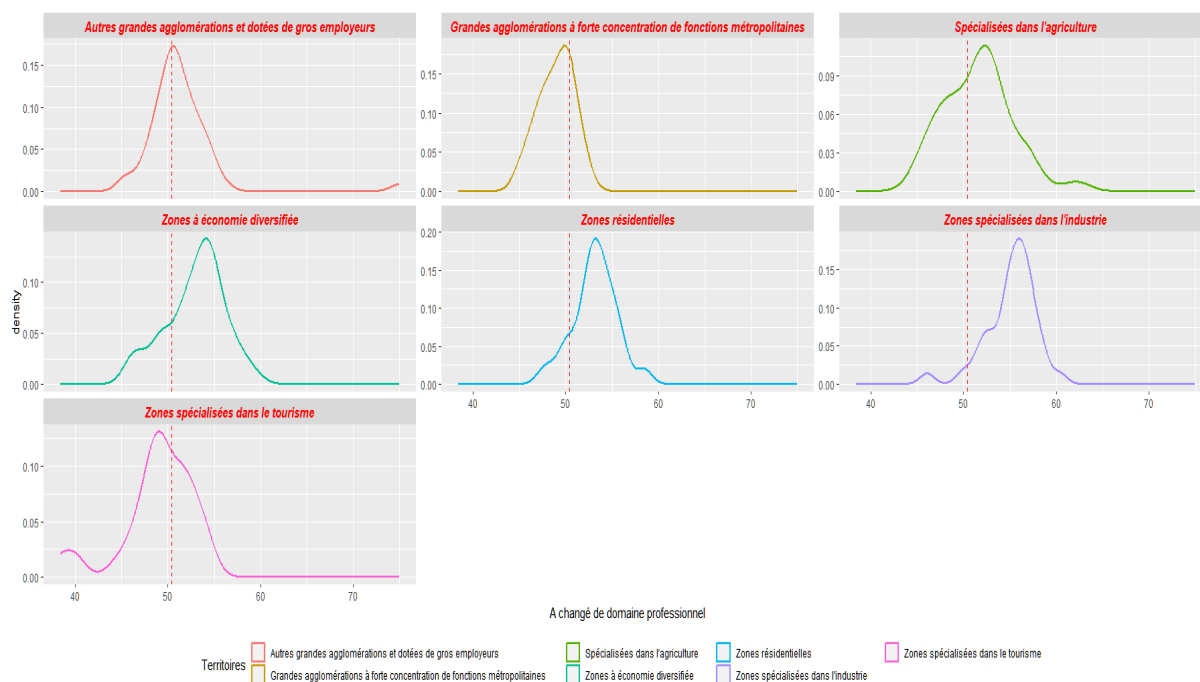 Autres grandes agglomérations et dotées de gros employeurs
Grandes agglomérations à forte concentration de fonctions métropolitaines
Spécialisées dans l'agriculture
0.15
0.10
0.05
0.00
0.15
0.10
0.05
0.00
0.09
0.06
0.03
0.00
Zones à économie diversifiée
Zones résidentielles
Zones spécialisées dans l'industrie
density
0.10
0.05
0.00
0.20
0.15
0.10
0.05
0.00
40 50 60 70
0.15
0.10
0.05
0.00
40 50 60 70
Zones spécialisées dans le tourisme
0.10
0.05
0.00
40 50 60 70
A changé de domaine professionnel
Territoires
Autres grandes agglomérations et dotées de gros employeurs
Grandes agglomérations à forte concentration de fonctions métropolitaines
Spécialisées dans l'agriculture
Zones à économie diversifiée
Zones résidentielles
Zones spécialisées dans l'industrie
Zones spécialisées dans le tourisme